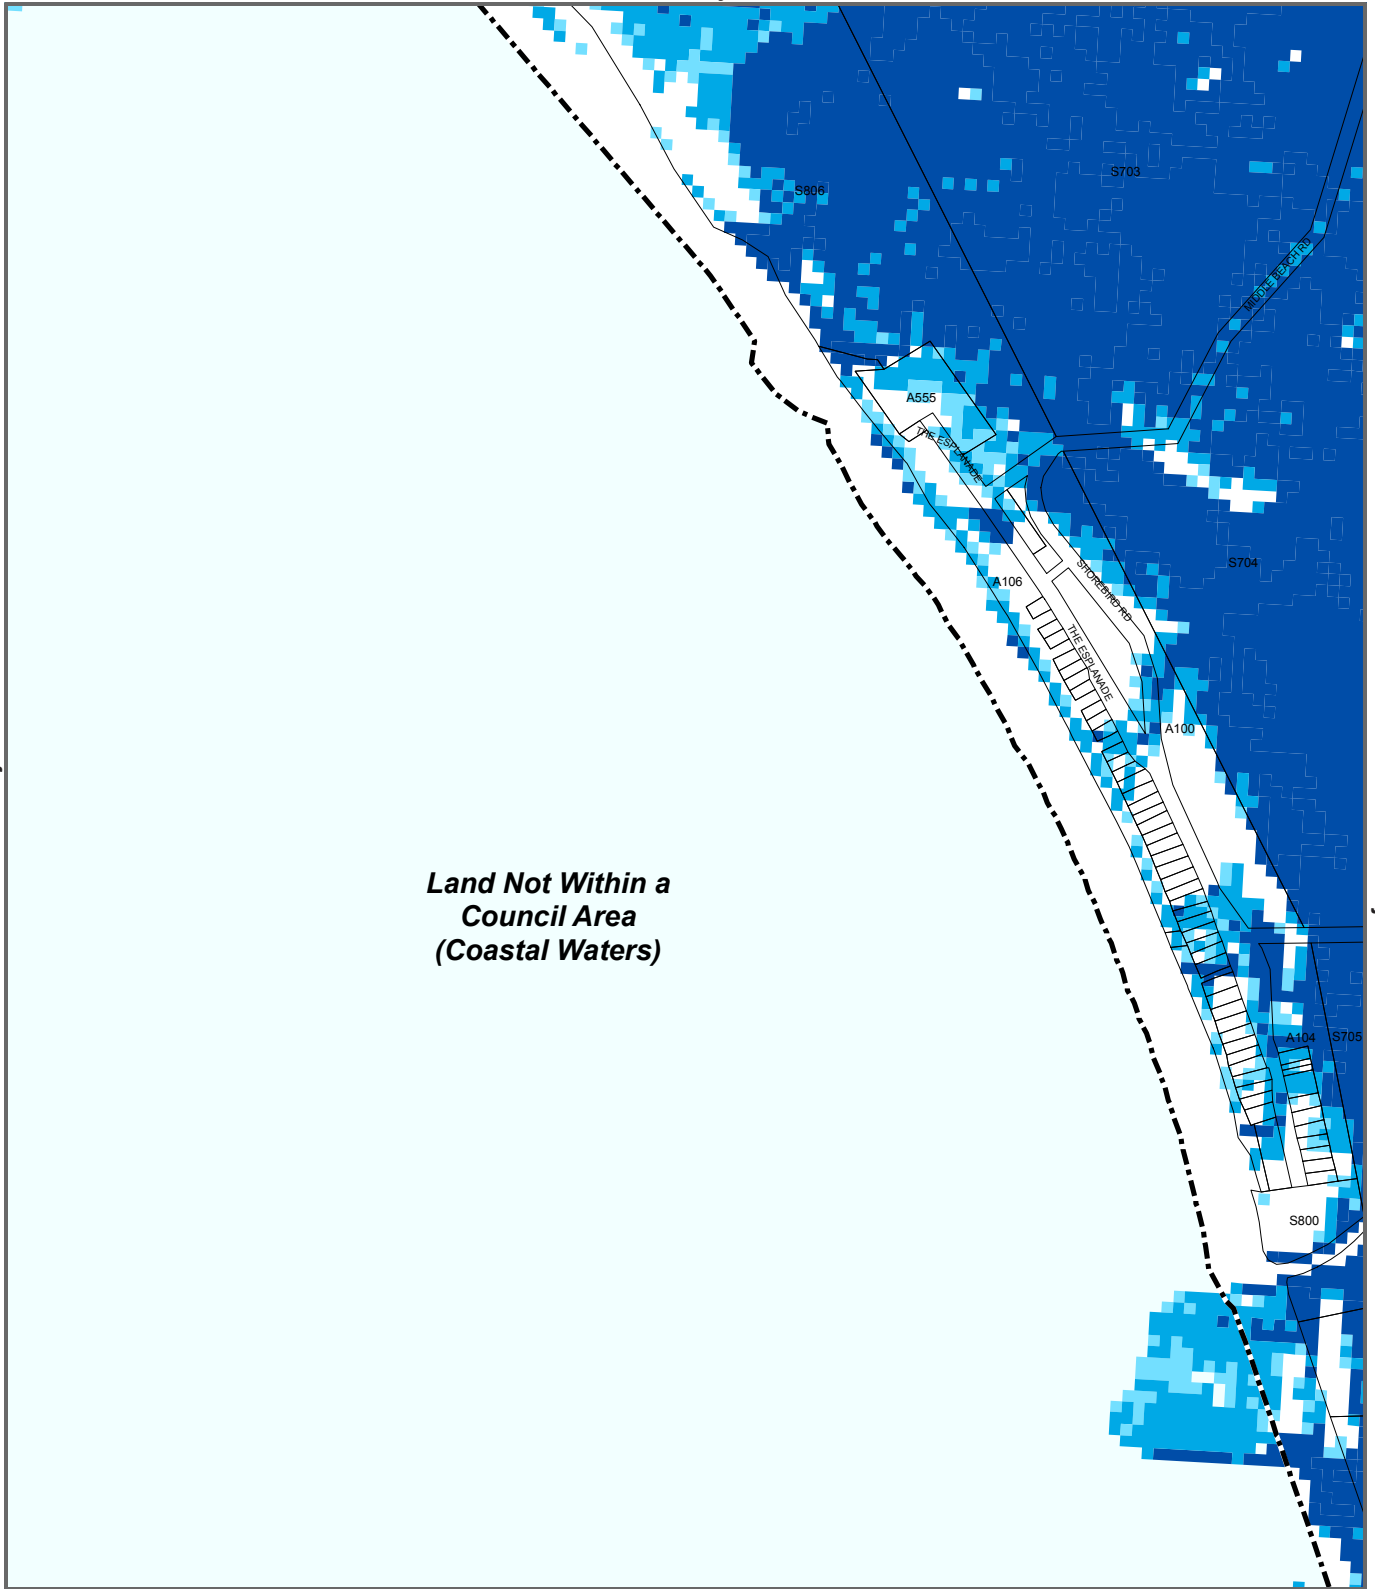 S703
S806
MIDDLE BEACH RD
A555
THE ESPLANADE
S704
SHOREBIRD RD
A106
THE ESPLANADE
A100
Land Not Within a
Council Area
(Coastal Waters)
A104
S705
S800